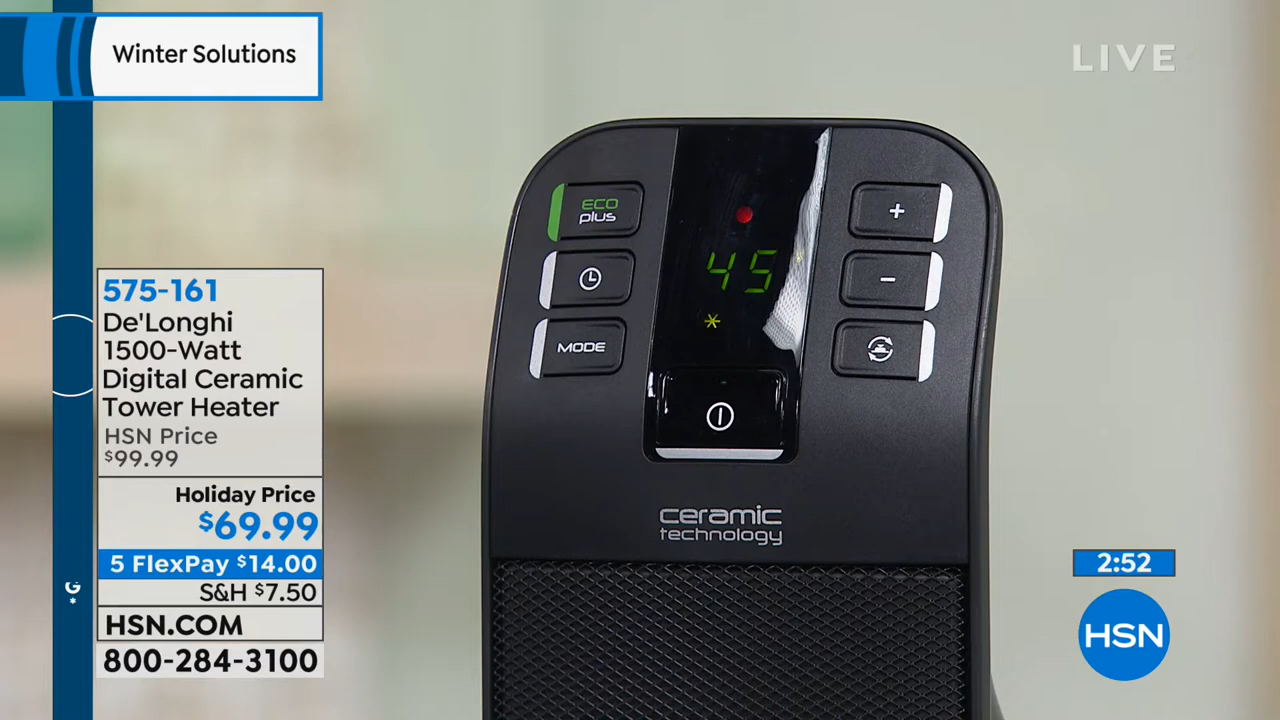 Winter Solutions
LIVE
575-161
De'Longhi
1500-Watt
Digital Ceramic
Tower Heater
HSN Price
$99.99
Holiday Price
$69.99
5 FlexPay $14.00
S&H $7.50
HSN.COM
800-284-3100
ECO
plus
MODE
45
+
−
ceramic
technology
2:52
HSN